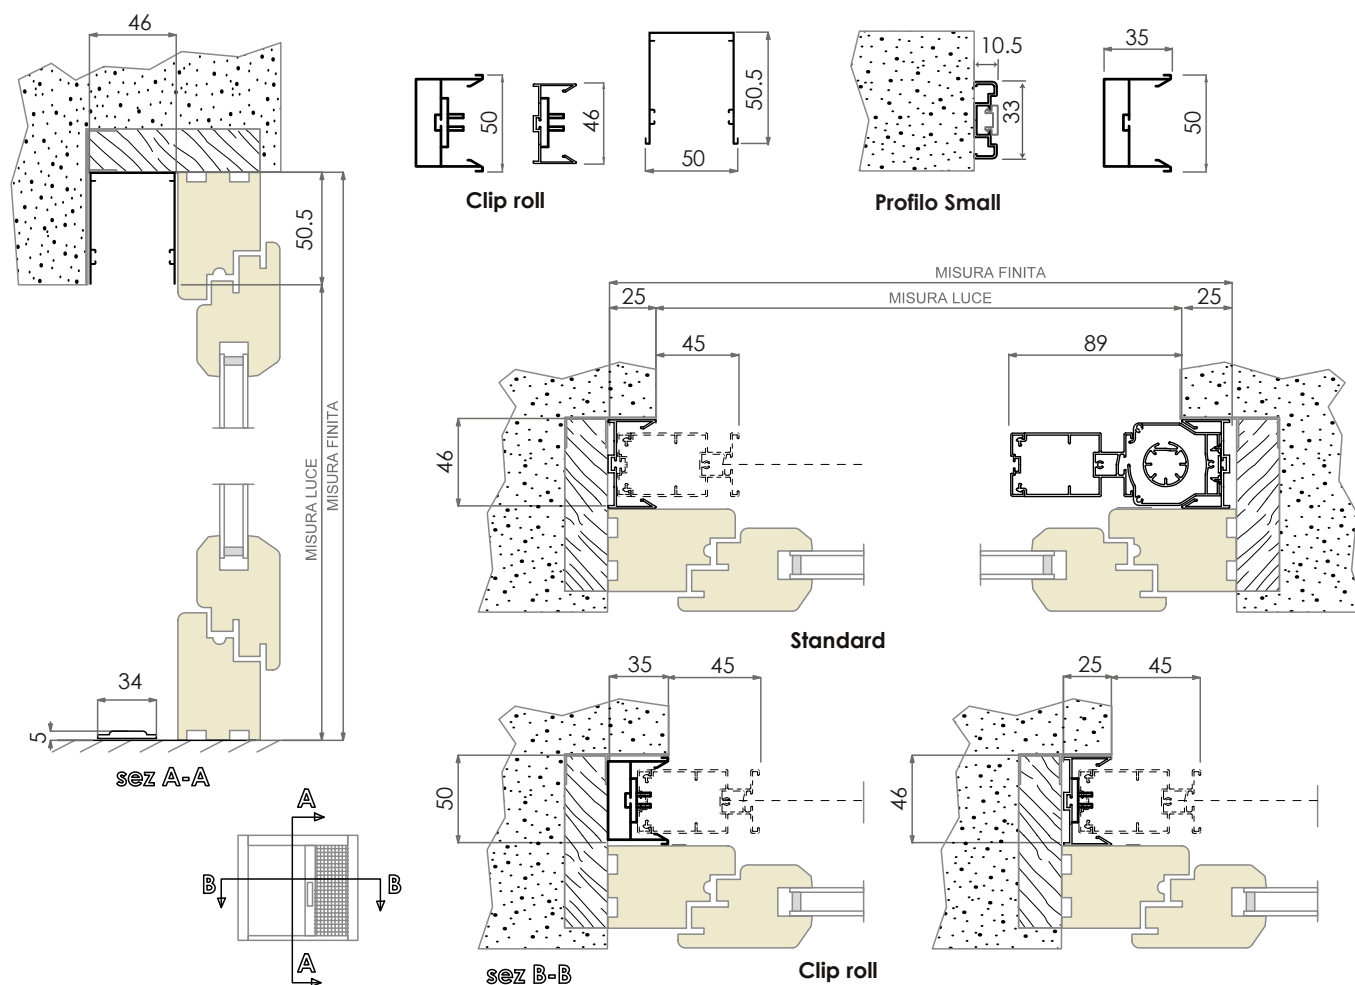 46
50
46
50.5
50
Clip roll
10.5
33
Profilo Small
35
50
50.5
MISURA LUCE
MISURA FINITA
34
5
sez A-A
A
B
B
A
MISURA FINITA
25
MISURA LUCE
25
45
89
46
Standard
35
45
50
25
45
46
sez B-B
Clip roll